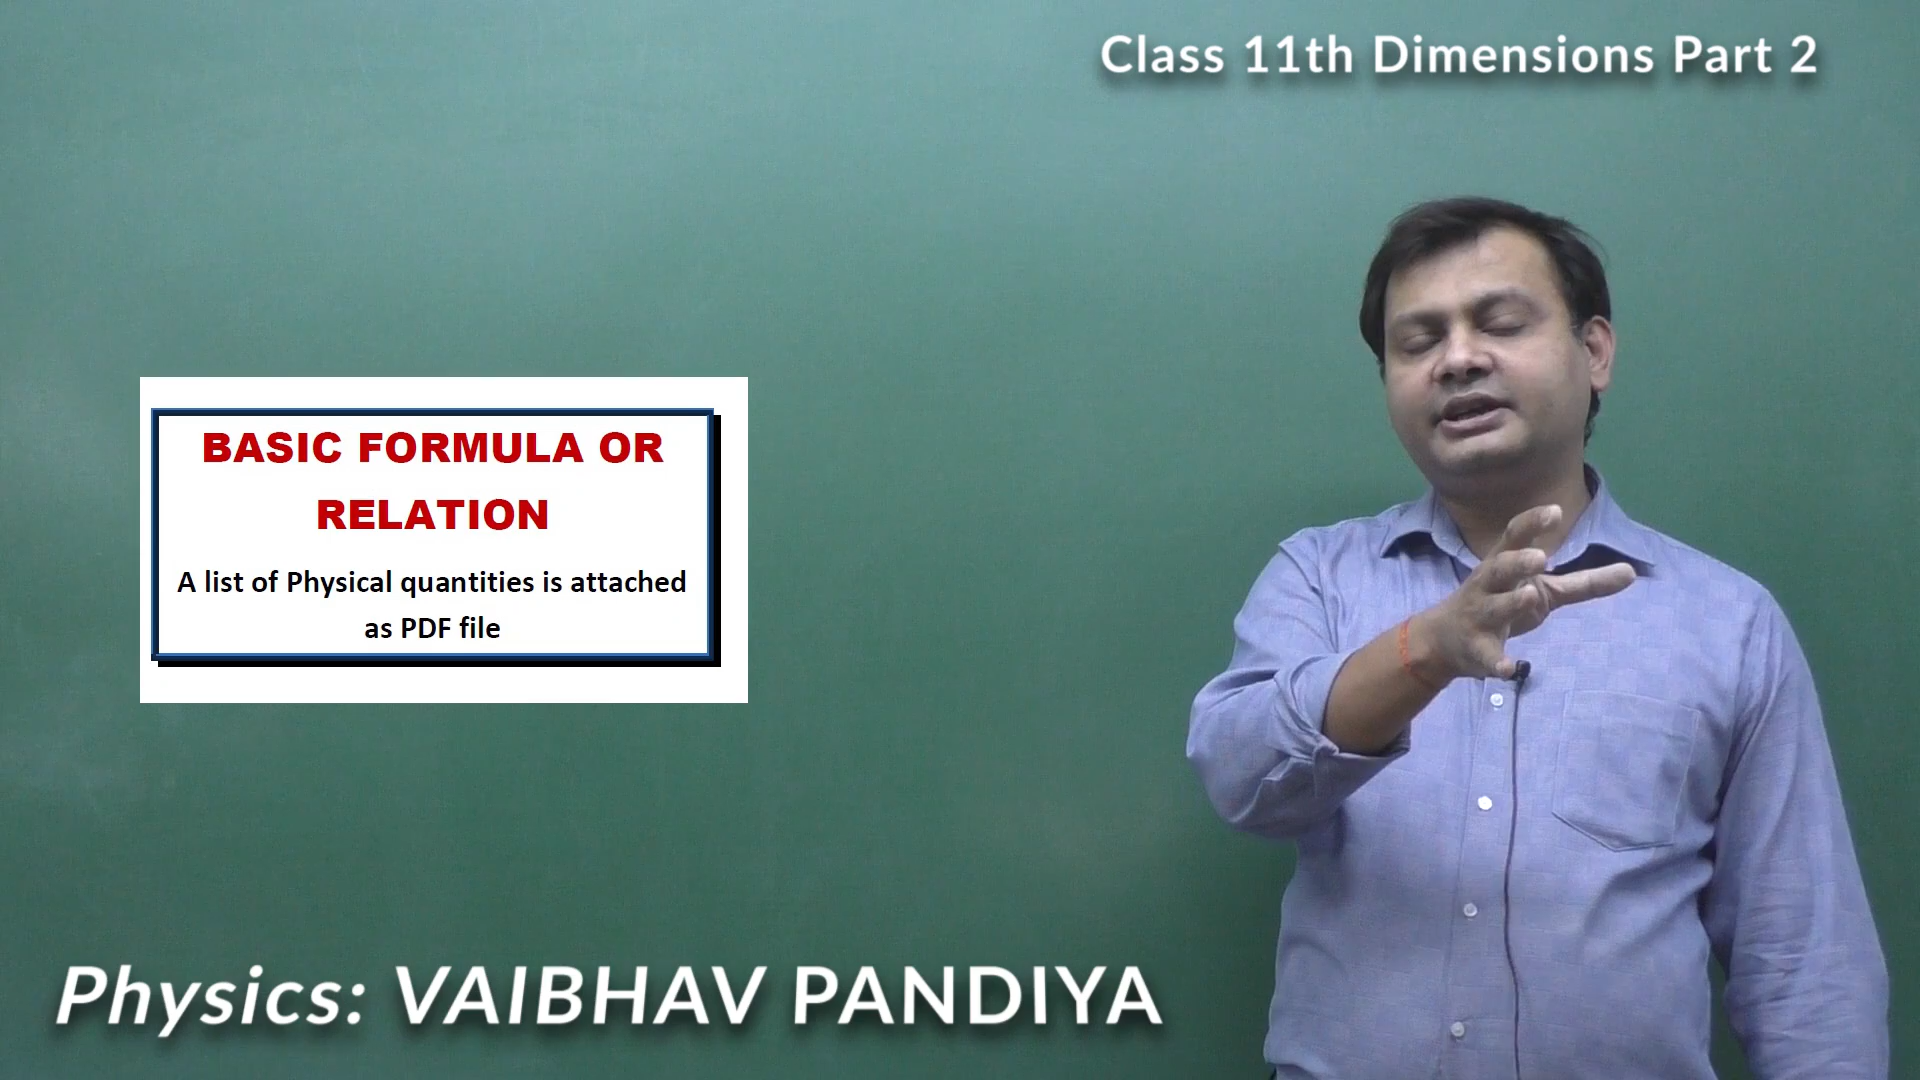 Class 11th Dimensions Part 2
BASIC FORMULA OR
RELATION
A list of Physical quantities is attached
as PDF file
Physics: VAIBHAV PANDIYA